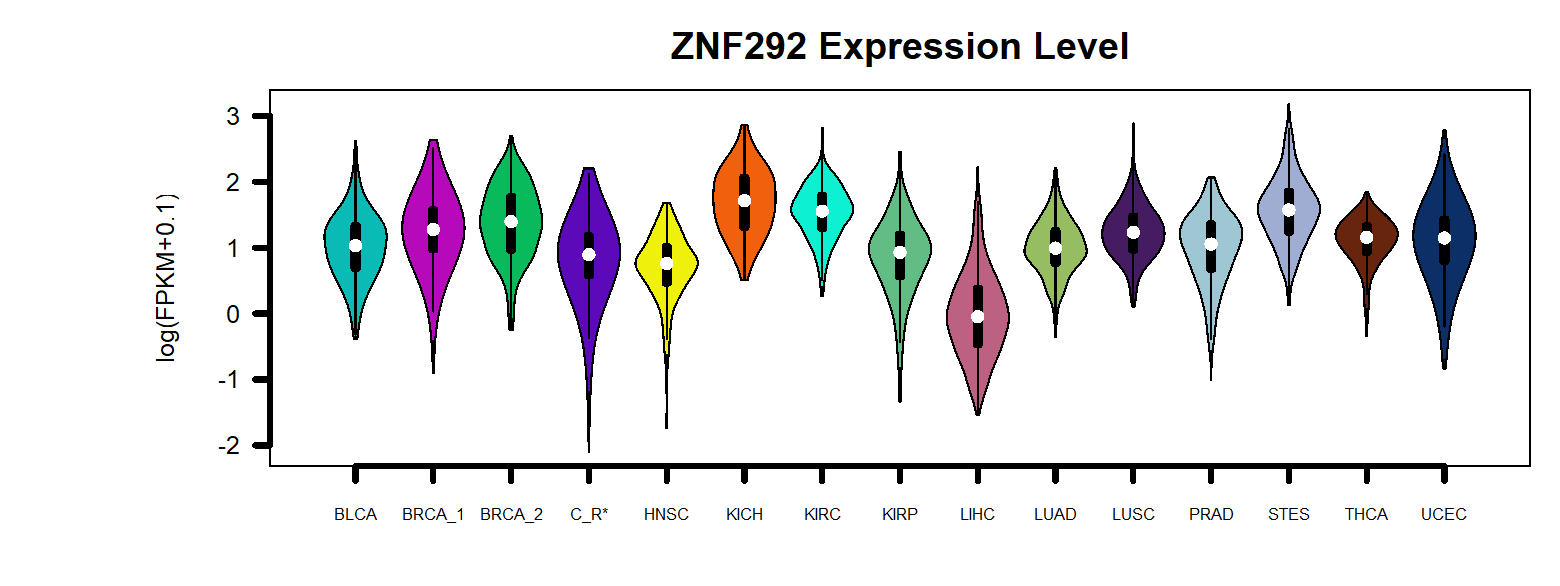 ZNF292 Expression Level
log(FPKM+0.1)
3
2
1
0
-1
-2
BLCA BRCA_1 BRCA_2 C_R* HNSC KICH KIRC KIRP LIHC LUAD LUSC PRAD STES THCA UCEC